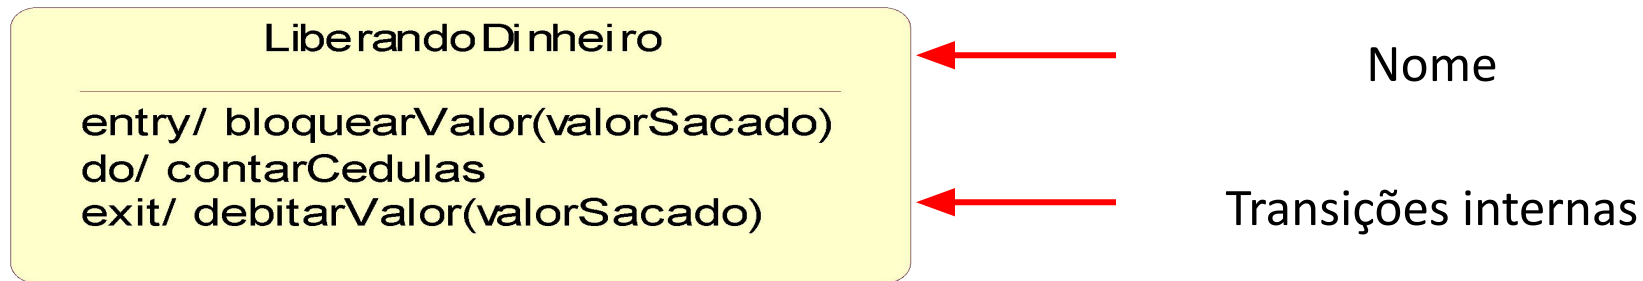 LiberandoDinheiro
Nome
entry/ bloquearValor(valorSacado)
do/ contarCedulas
exit/ debitarValor(valorSacado)
Transições internas